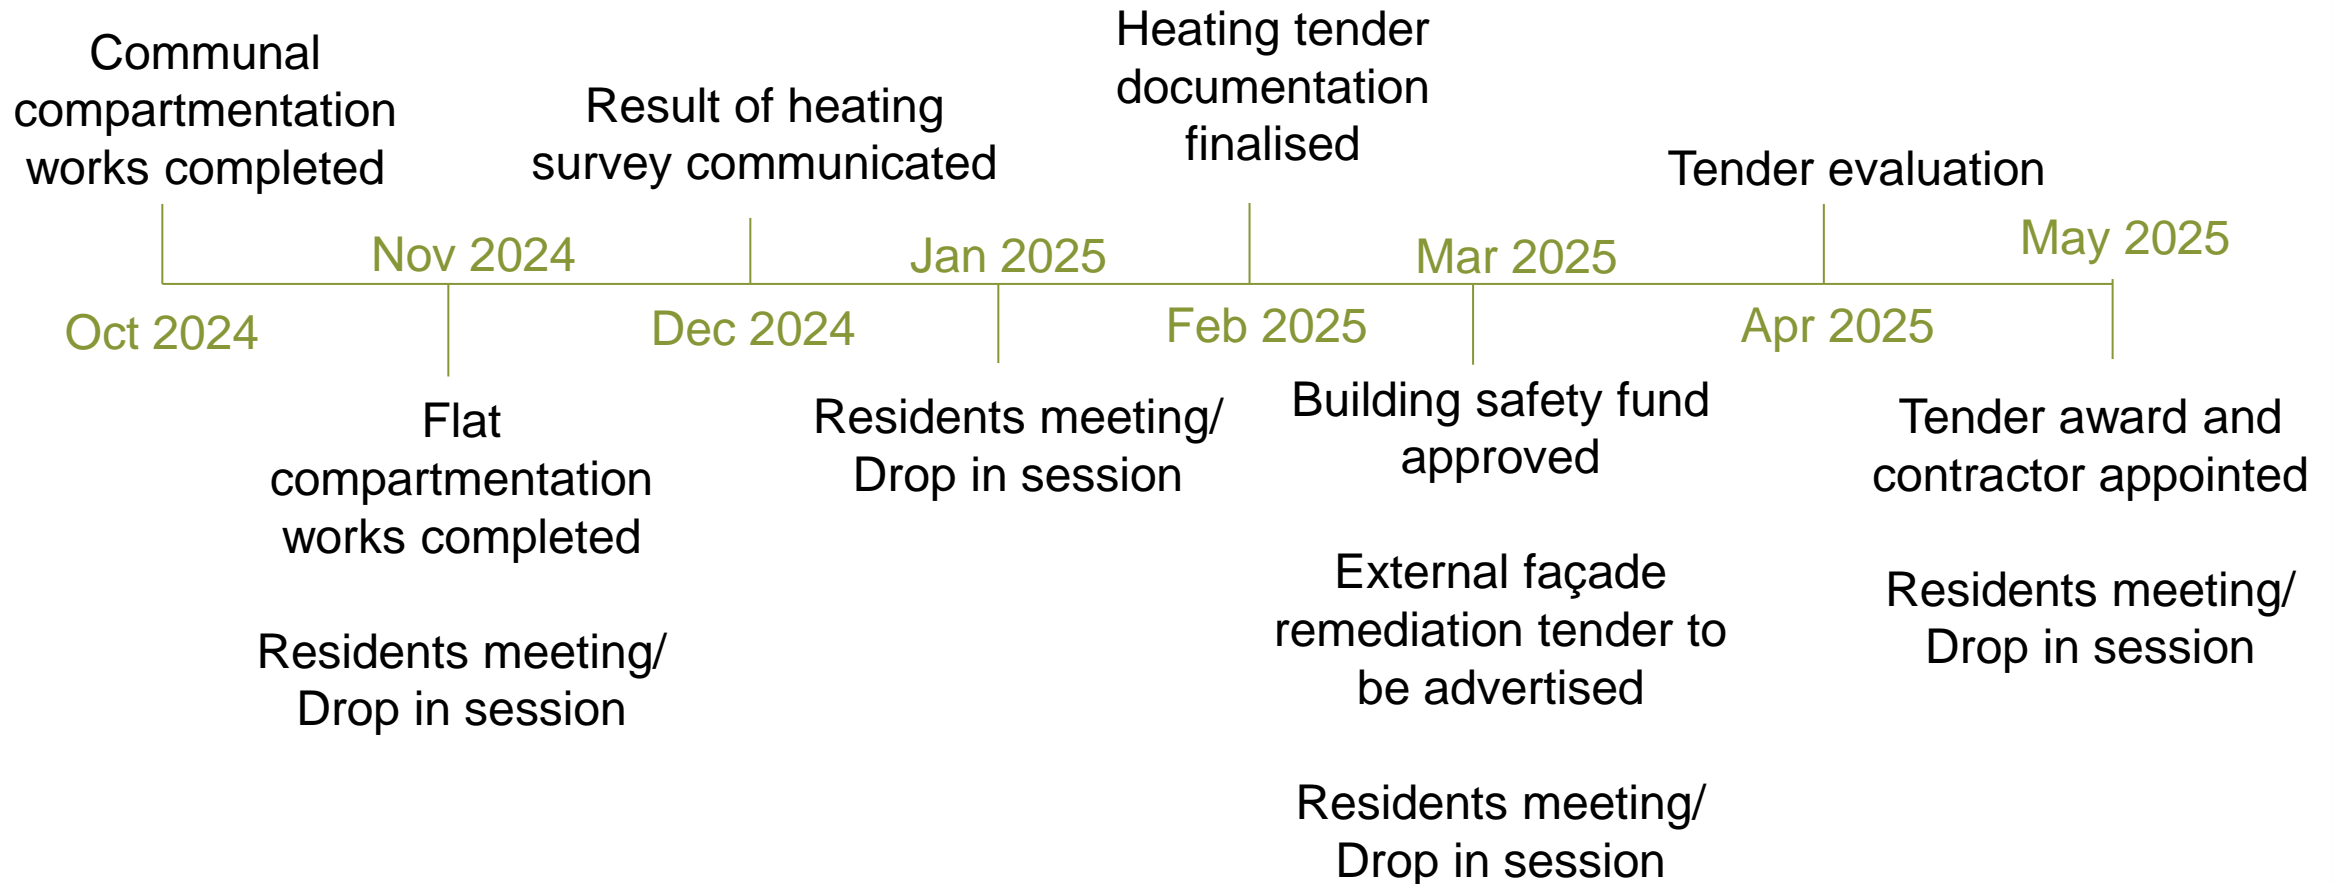 Communal
compartmentation
works completed
Result of heating
survey communicated
Heating tender
documentation
finalised
Tender evaluation
Nov 2024
Jan 2025
Mar 2025
May 2025
Oct 2024
Dec 2024
Feb 2025
Apr 2025
Flat
compartmentation
works completed
Residents meeting/
Drop in session
Residents meeting/
Drop in session
Building safety fund
approved
External façade
remediation tender to
be advertised
Residents meeting/
Drop in session
Tender award and
contractor appointed
Residents meeting/
Drop in session